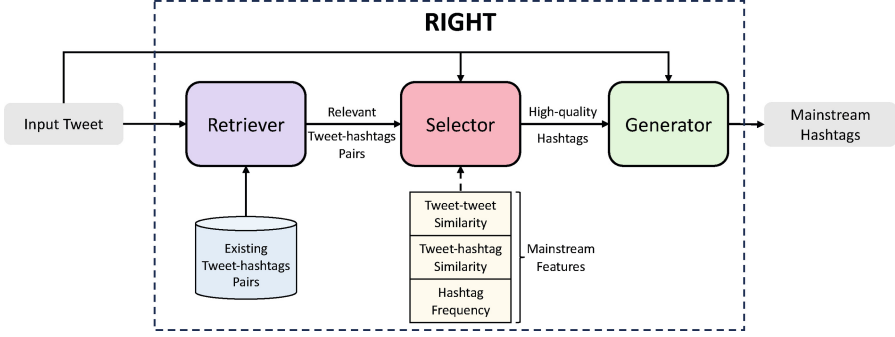 RIGHT
Input Tweet
Retriever
Relevant
Tweet-hashtags
Pairs
Selector
High-quality
Hashtags
Generator
Mainstream
Hashtags
Existing
Tweet-hashtags
Pairs
Tweet-tweet
Similarity
Tweet-hashtag
Similarity
Hashtag
Frequency
Mainstream
Features